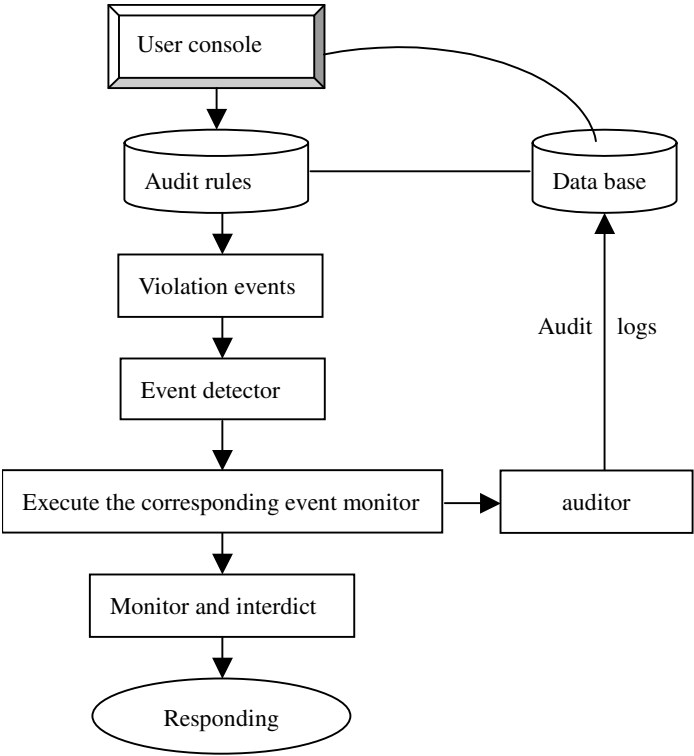 User console
Audit rules
Data base
Violation events
Audit logs
Event detector
Execute the corresponding event monitor
auditor
Monitor and interdict
Responding